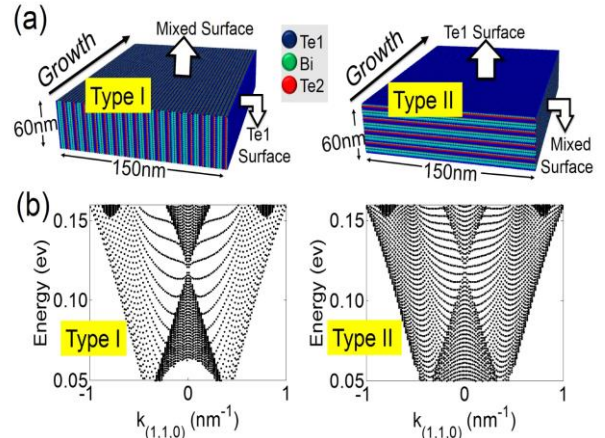 (a)
Growth
Mixed Surface
Type I
60nm
150nm
Te1 Surface
Te1
Bi
Te2
Growth
Te1 Surface
Type II
60nm
150nm
Mixed Surface
(b)
Energy (ev)
0.15
0.10
0.05
Type I
-1 0 1
k(1,1,0) (nm-1)
Energy (ev)
0.15
0.10
0.05
Type II
-1 0 1
k(1,1,0) (nm-1)